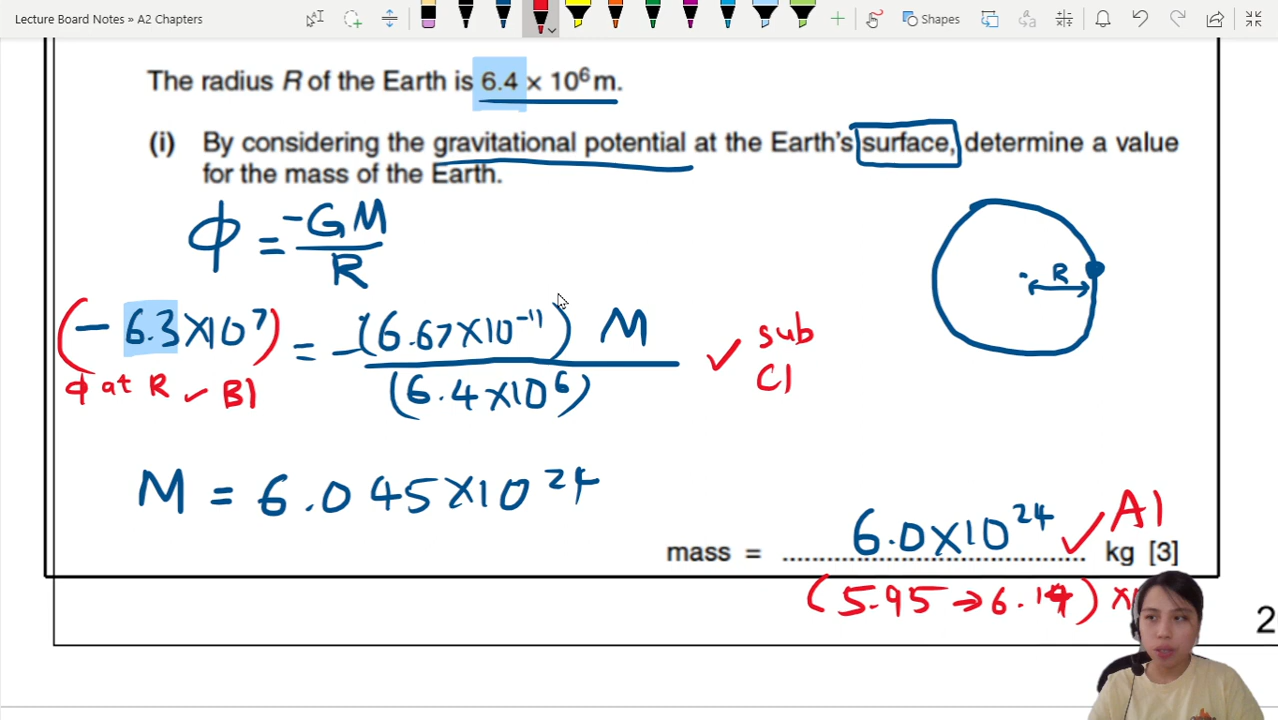 Lecture Board Notes » A2 Chapters
Shapes
The radius R of the Earth is 6.4 × 10⁶ m.
(i) By considering the gravitational potential at the Earth's surface, determine a value
for the mass of the Earth.
ϕ = -GM/R
R
(-6.3×10⁷) = -(6.67×10⁻¹¹) M / (6.4×10⁶) ✓ sub
C1
ϕ at R ✓ B1
M = 6.045×10²⁴
mass = 6.0×10²⁴ ✓ A1 kg [3]
(5.95 → 6.14) ×
2